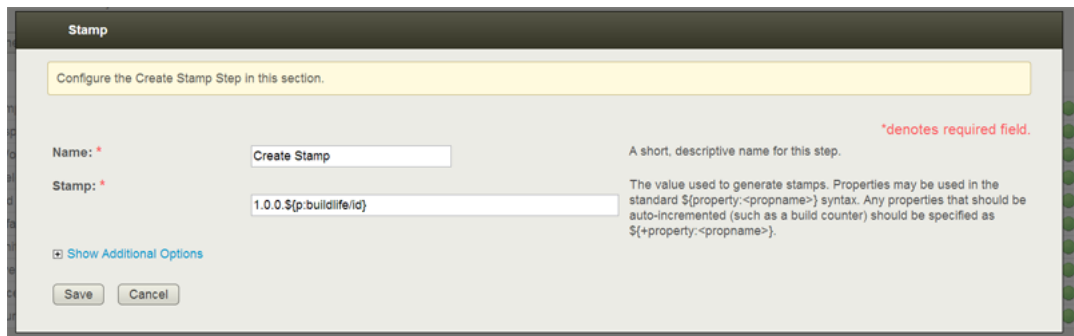 Stamp
Configure the Create Stamp Step in this section.
*denotes required field.
Name: *
Create Stamp
A short, descriptive name for this step.
Stamp: *
1.0.0.${p:buildlife/id}
The value used to generate stamps. Properties may be used in the
standard ${property:<propname>} syntax. Any properties that should be
auto-incremented (such as a build counter) should be specified as
${+property:<propname>}.
Show Additional Options
Save
Cancel